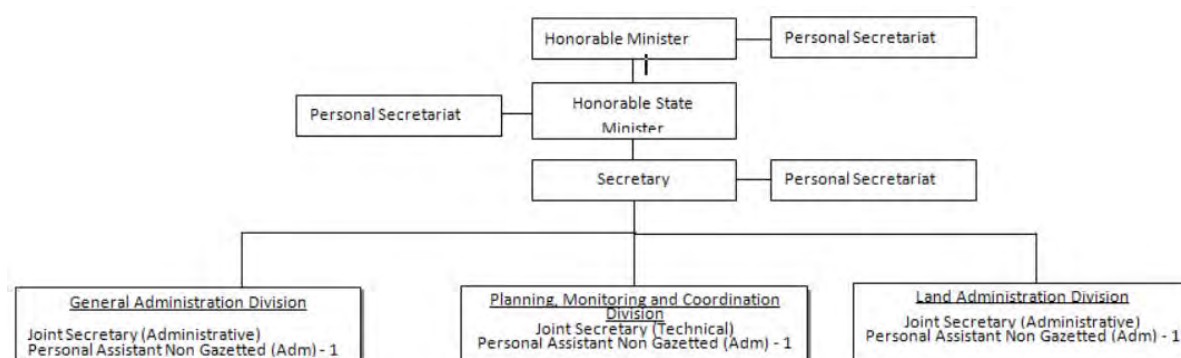 Honorable Minister
Personal Secretariat
Personal Secretariat
Honorable State
Minister
Secretary
Personal Secretariat
General Administration Division
Joint Secretary (Administrative)
Personal Assistant Non Gazetted (Adm) - 1
Planning, Monitoring and Coordination
Division
Joint Secretary (Technical)
Personal Assistant Non Gazetted (Adm) - 1
Land Administration Division
Joint Secretary (Administrative)
Personal Assistant Non Gazetted (Adm) - 1